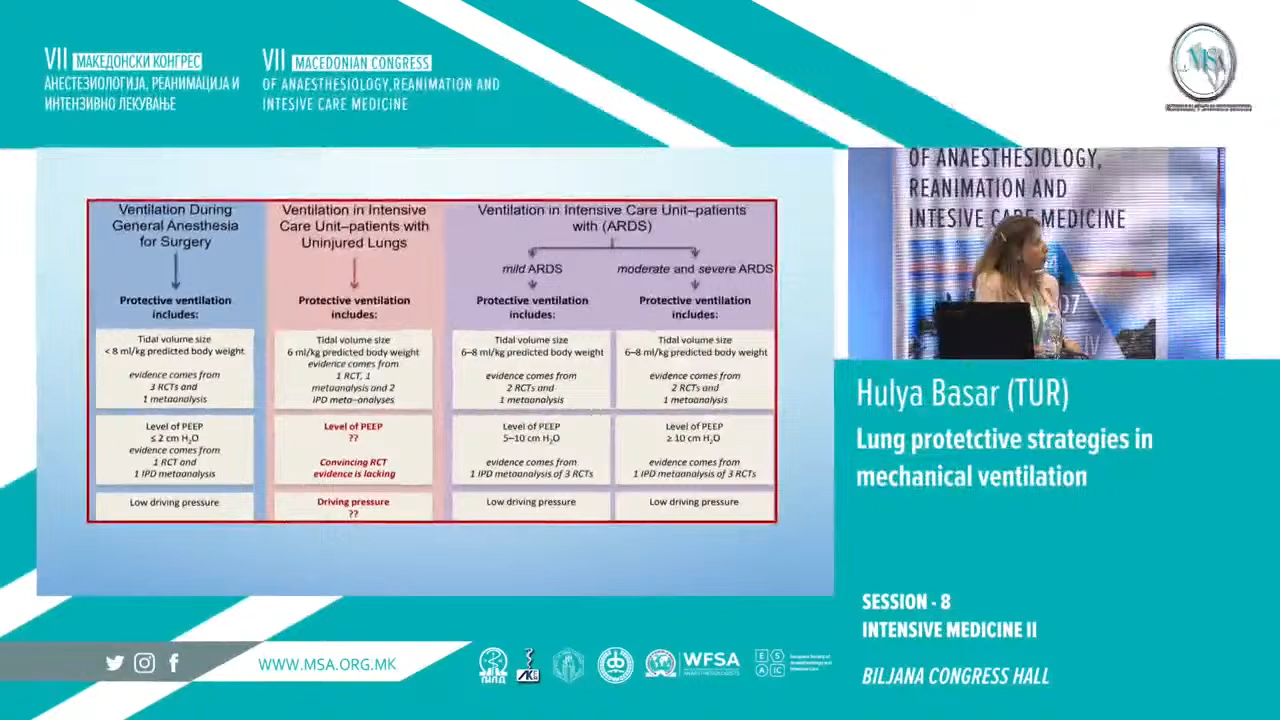 VII МАКЕДОНСКИ КОНГРЕС
АНЕСТЕЗИОЛОГИЈА, РЕАНИМАЦИЈА И
ИНТЕНЗИВНО ЛЕКУВАЊЕ
VII MACEDONIAN CONGRESS
OF ANAESTHESIOLOGY,REANIMATION AND
INTESIVE CARE MEDICINE
MSA
Ventilation During
General Anesthesia
for Surgery
Protective ventilation
includes:
Tidal volume size
< 8 ml/kg predicted body weight
evidence comes from
3 RCTs and
1 metaanalysis
Level of PEEP
≤ 2 cm H₂O
evidence comes from
1 RCT and
1 IPD metaanalysis
Low driving pressure
Ventilation in Intensive
Care Unit–patients with
Uninjured Lungs
Protective ventilation
includes:
Tidal volume size
6 ml/kg predicted body weight
evidence comes from
1 RCT, 1
metaanalysis and 2
IPD meta–analyses
Level of PEEP
??
Convincing RCT
evidence is lacking
Driving pressure
??
Ventilation in Intensive Care Unit–patients
with (ARDS)
mild ARDS
Protective ventilation
includes:
Tidal volume size
6–8 ml/kg predicted body weight
evidence comes from
2 RCTs and
1 metaanalysis
Level of PEEP
5–10 cm H₂O
evidence comes from
1 IPD metaanalysis of 3 RCTs
Low driving pressure
moderate and severe ARDS
Protective ventilation
includes:
Tidal volume size
6–8 ml/kg predicted body weight
evidence comes from
2 RCTs and
1 metaanalysis
Level of PEEP
≥ 10 cm H₂O
evidence comes from
1 IPD metaanalysis of 3 RCTs
Low driving pressure
OF ANAESTHESIOLOGY,
REANIMATION AND
INTESIVE CARE MEDICINE
Hulya Basar (TUR)
Lung protetctive strategies in
mechanical ventilation
SESSION - 8
INTENSIVE MEDICINE II
BILJANA CONGRESS HALL
WWW.MSA.ORG.MK
WFSA
ESAIC